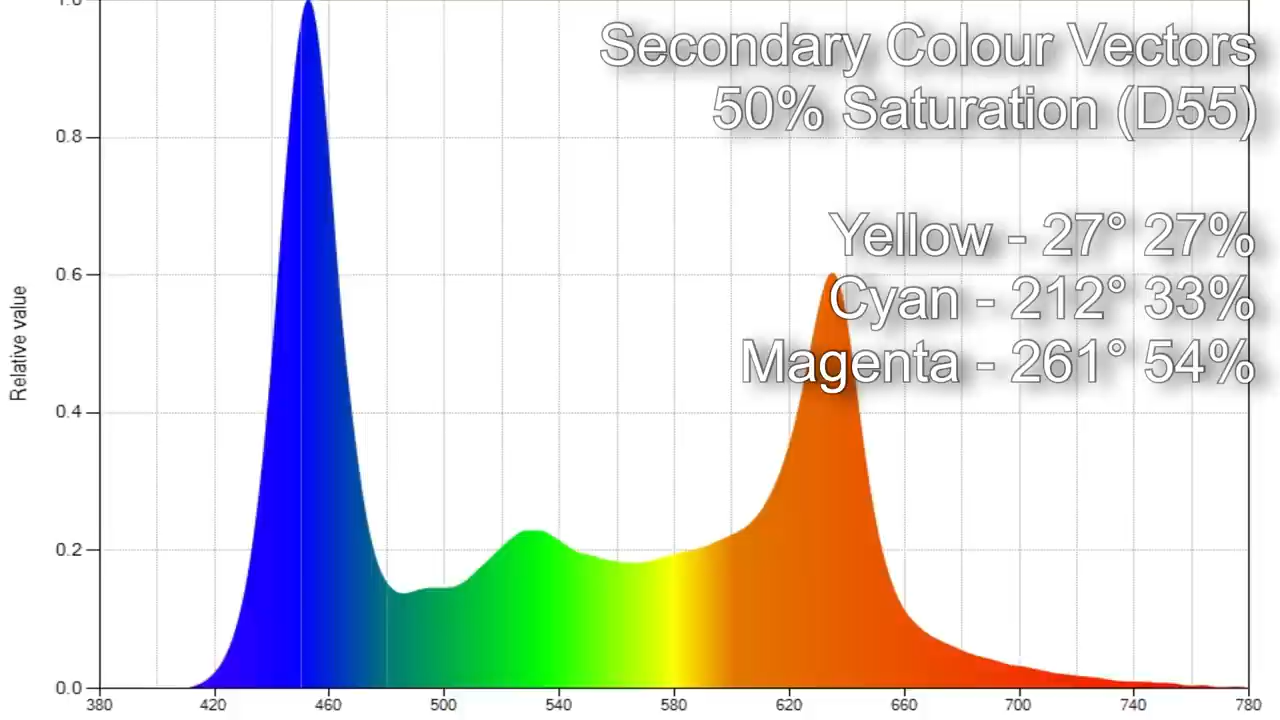 1.0
Secondary Colour Vectors
50% Saturation (D55)
0.8
Yellow - 27° 27%
0.6
Cyan - 212° 33%
Relative value
Magenta - 261° 54%
0.4
0.2
0.0
380 420 460 500 540 580 620 660 700 740 780